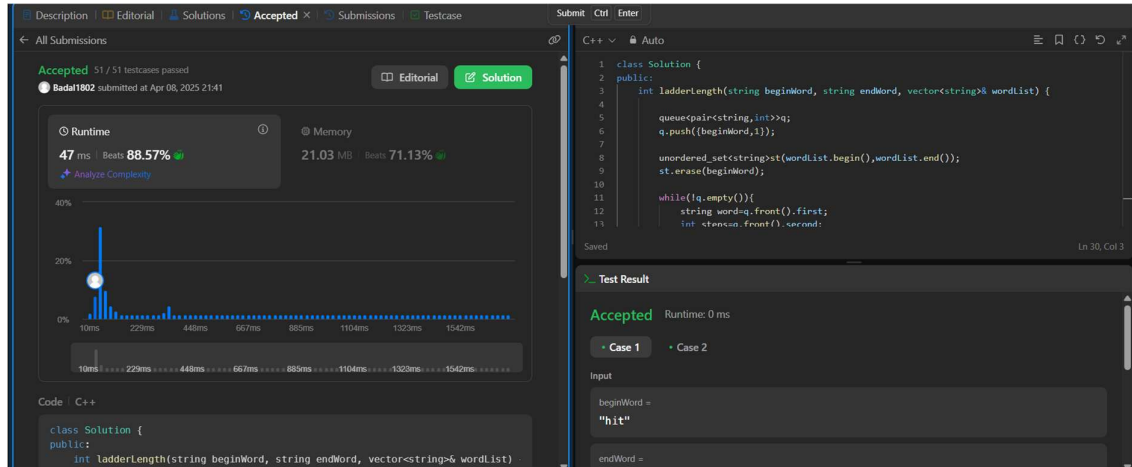 Description | Editorial | Solutions | Accepted × | Submissions | Testcase
Submit Ctrl Enter
← All Submissions
Accepted 51 / 51 testcases passed
Badal1802 submitted at Apr 08, 2025 21:41
Editorial
Solution
Runtime
47 ms | Beats 88.57%
Analyze Complexity
Memory
21.03 MB Beats 71.13%
40%
20%
0%
10ms 229ms 448ms 667ms 885ms 1104ms 1323ms 1542ms
10ms 229ms 448ms 667ms 885ms 1104ms 1323ms 1542ms
Code | C++
class Solution {
public:
    int ladderLength(string beginWord, string endWord, vector<string>& wordList)
C++ Auto
1 class Solution {
2 public:
3     int ladderLength(string beginWord, string endWord, vector<string>& wordList) {
4
5         queue<pair<string,int>>q;
6         q.push({beginWord,1});
7
8         unordered_set<string>st(wordList.begin(),wordList.end());
9         st.erase(beginWord);
10
11         while(!q.empty()){
12             string word=q.front().first;
13             int steps=q.front().second;
Saved
Ln 30, Col 3
>_ Test Result
Accepted Runtime: 0 ms
• Case 1 • Case 2
Input
beginWord =
"hit"
endWord =